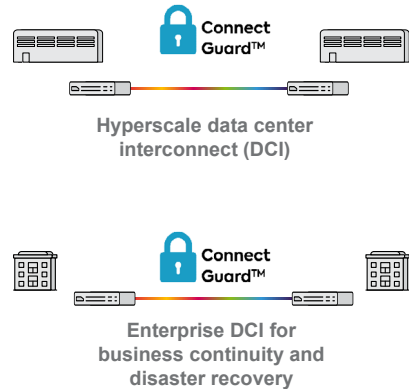 Connect
Guard™
Hyperscale data center
interconnect (DCI)
Connect
Guard™
Enterprise DCI for
business continuity and
disaster recovery